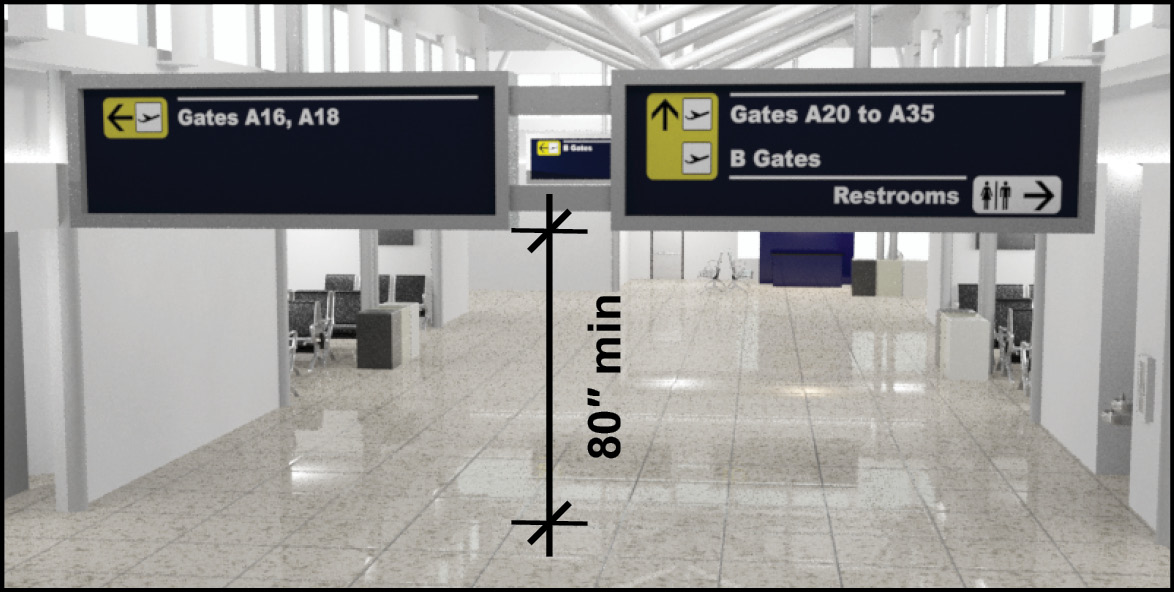 Gates A16, A18
B Gates
Gates A20 to A35
B Gates
Restrooms
80” min